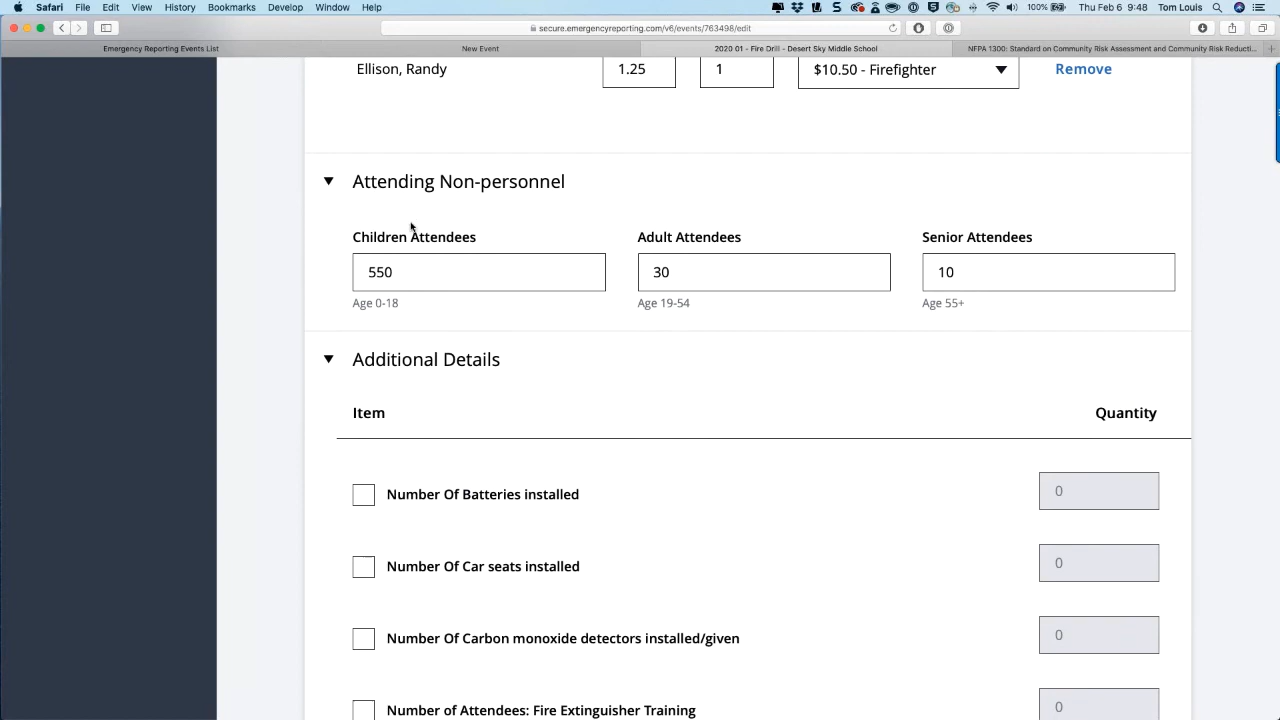 Safari File Edit View History Bookmarks Develop Window Help 100% Thu Feb 6 9:48 Tom Louis
secure.emergencyreporting.com/v6/events/763498/edit
Emergency Reporting Events List New Event 2020 01 - Fire Drill - Desert Sky Middle School NFPA 1300: Standard on Community Risk Assessment and Community Risk Reducti...
Ellison, Randy 1.25 1 $10.50 - Firefighter Remove
Attending Non-personnel
Children Attendees Adult Attendees Senior Attendees
550 30 10
Age 0-18 Age 19-54 Age 55+
Additional Details
Item Quantity
Number Of Batteries installed 0
Number Of Car seats installed 0
Number Of Carbon monoxide detectors installed/given 0
Number of Attendees: Fire Extinguisher Training 0